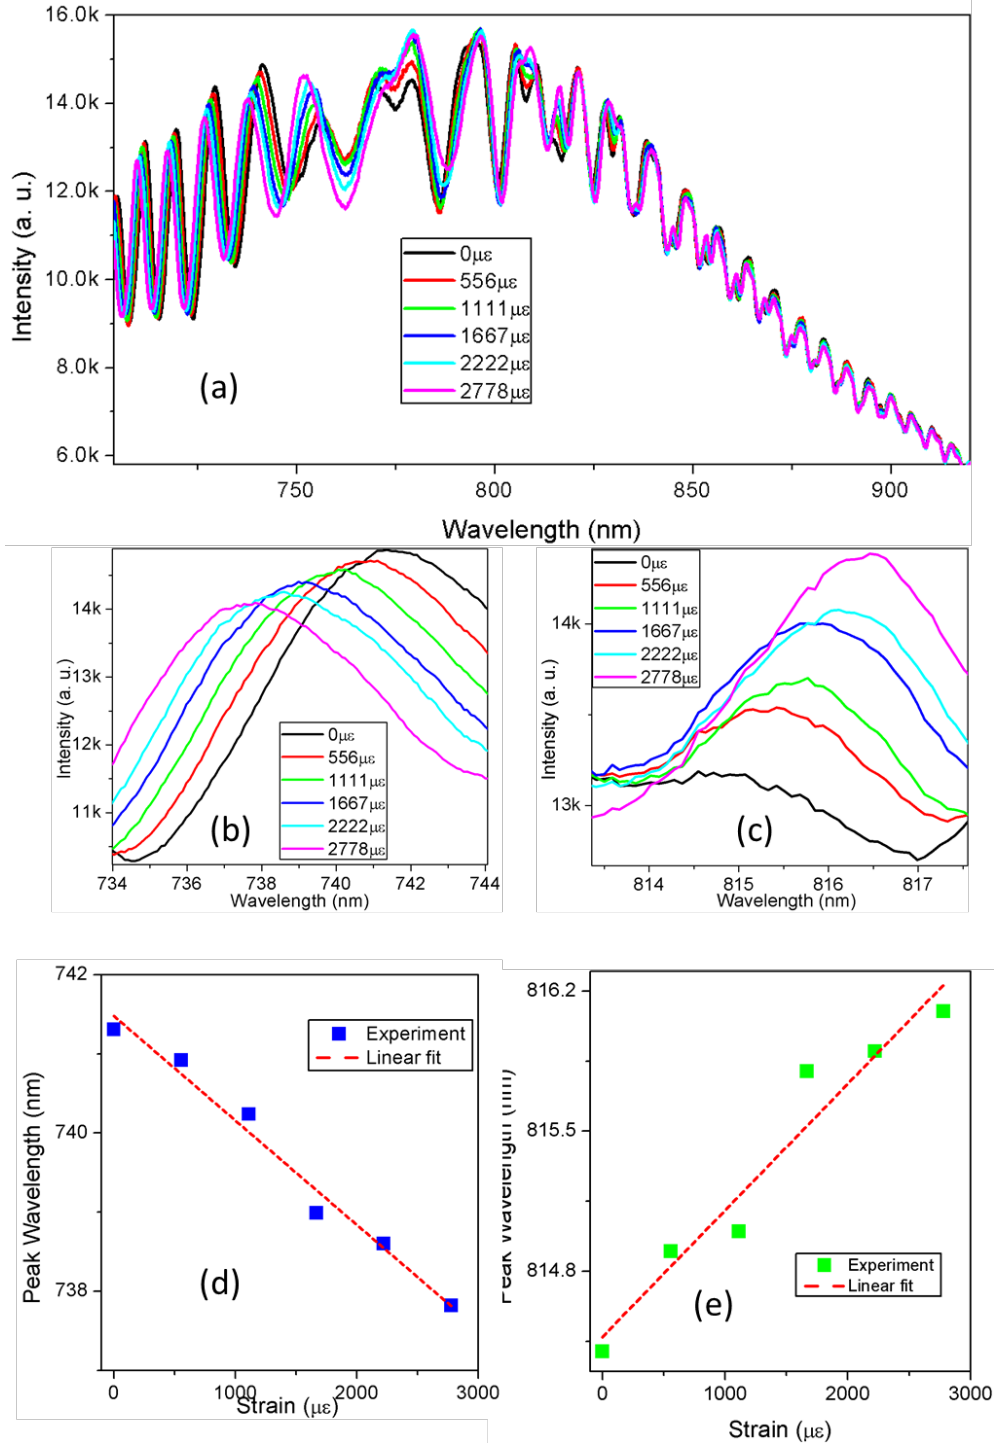 16.0k
14.0k
12.0k
10.0k
8.0k
6.0k
Intensity (a. u.)
0με
556με
1111με
1667με
2222με
2778με
(a)
750 800 850 900
Wavelength (nm)
14k
13k
12k
11k
Intensity (a. u.)
0με
556με
1111με
1667με
2222με
2778με
(b)
734 736 738 740 742 744
Wavelength (nm)
0με
556με
1111με
1667με
2222με
2778με
14k
13k
Intensity (a. u.)
(c)
814 815 816 817
Wavelength (nm)
742
740
738
Peak Wavelength (nm)
Experiment
Linear fit
(d)
0 1000 2000 3000
Strain (με)
816.2
815.5
814.8
Peak Wavelength (nm)
Experiment
Linear fit
(e)
0 1000 2000 3000
Strain (με)